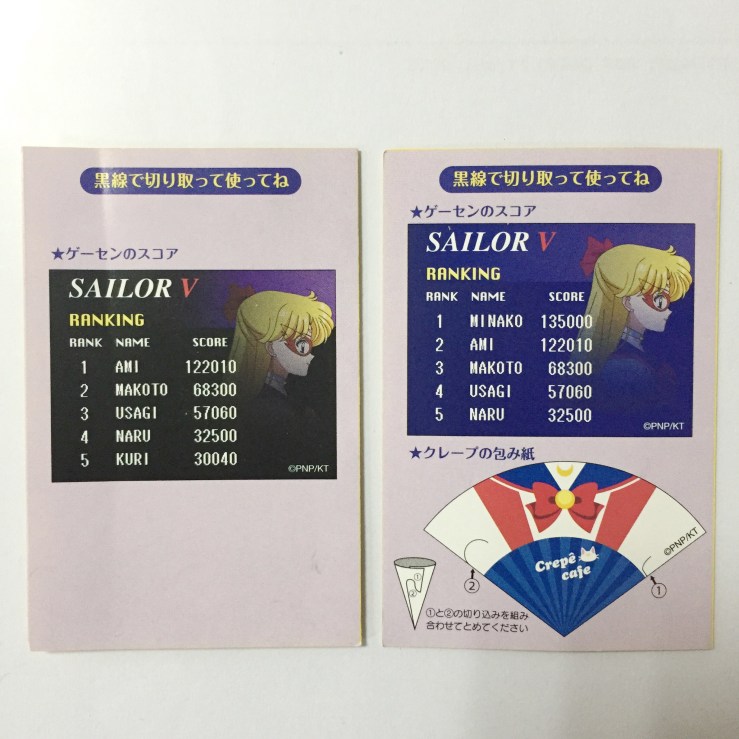 黒線で切り取って使ってね
★ゲーセンのスコア
SAILOR V
RANKING
RANK NAME SCORE
1 AMI 122010
2 MAKOTO 68300
3 USAGI 57060
4 NARU 32500
5 KURI 30040
©PNP/KT
黒線で切り取って使ってね
★ゲーセンのスコア
SAILOR V
RANKING
RANK NAME SCORE
1 MINAKO 135000
2 AMI 122010
3 MAKOTO 68300
4 USAGI 57060
5 NARU 32500
©PNP/KT
★クレープの包み紙
©PNP/KT
Crepê
cafe
② ①
①
②
①と②の切り込みを組み
合わせてとめてください